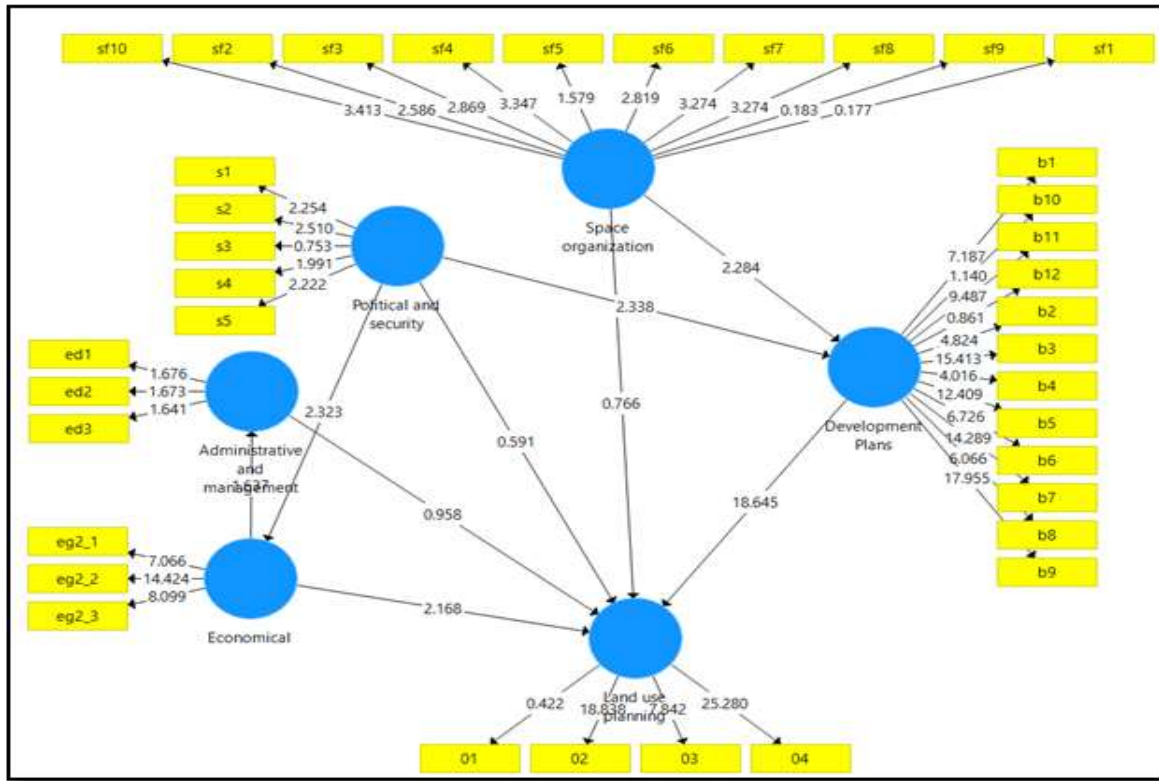 sf10 sf2 sf3 sf4 sf5 sf6 sf7 sf8 sf9 sf1
3.413 2.586 2.869 3.347 1.579 2.819 3.274 3.274 0.183 0.177
s1
s2
s3
s4
s5
2.254
2.510
0.753
1.991
2.222
Political and
security
Space
organization
2.284
2.338
b1
b10
b11
b12
b2
b3
b4
b5
b6
b7
b8
b9
7.187
1.140
9.487
0.861
4.824
15.413
4.016
12.409
6.726
14.289
6.066
17.955
Development
Plans
ed1
ed2
ed3
1.676
1.673
1.641
Administrative
and
management
2.323
0.591
0.766
0.958
18.645
eg2_1
eg2_2
eg2_3
7.066
14.424
8.099
Economical
2.168
Land use
planning
0.422 18.838 7.842 25.280
01 02 03 04